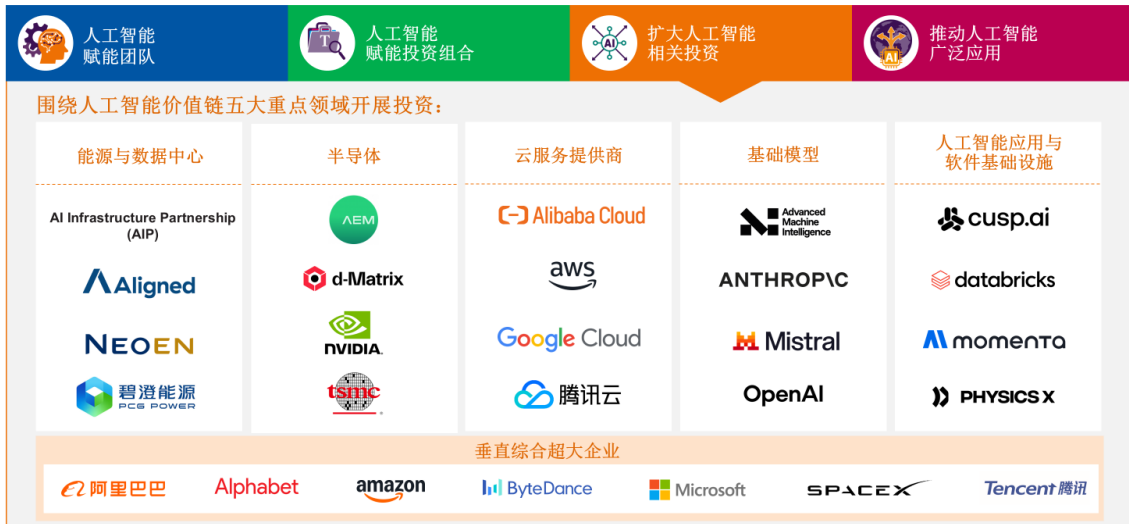 人工智能
赋能团队
人工智能
赋能投资组合
AI
扩大人工智能
相关投资
AI
推动人工智能
广泛应用
围绕人工智能价值链五大重点领域开展投资：
能源与数据中心
AI Infrastructure Partnership
(AIP)
Aligned
NEOEN
碧澄能源
PCG POWER
半导体
AEM
d-Matrix
NVIDIA.
tsmc
云服务提供商
Alibaba Cloud
aws
Google Cloud
腾讯云
基础模型
Advanced
Machine
Intelligence
ANTHROP\C
Mistral
OpenAI
人工智能应用与
软件基础设施
cusp.ai
databricks
momenta
PHYSICS X
垂直综合超大企业
阿里巴巴
Alphabet
amazon
ByteDance
Microsoft
SPACEX
Tencent 腾讯